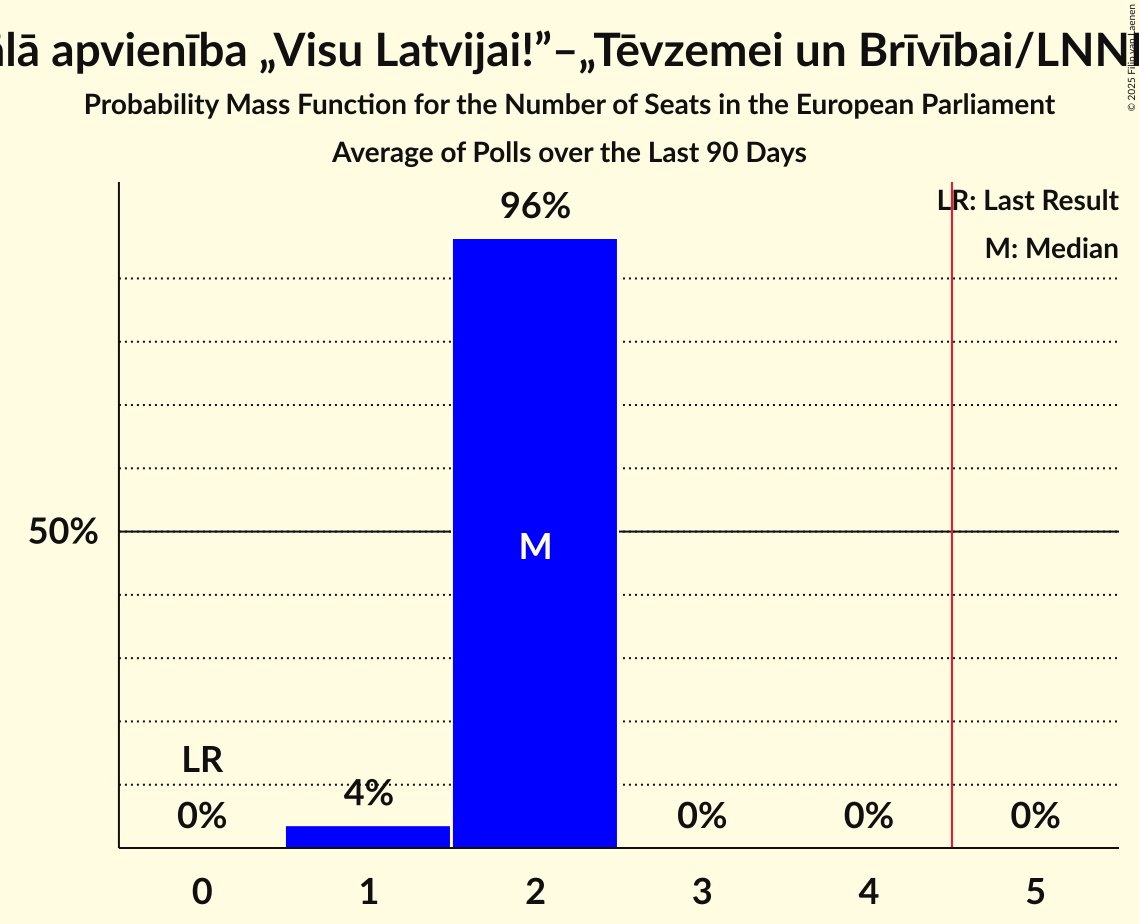 apvienība „Visu Latvijai!”–„Tēvzemei un Brīvībai/LNN
Probability Mass Function for the Number of Seats in the European Parliament
Average of Polls over the Last 90 Days
© 2025 Filip van Laenen
LR: Last Result
M: Median
96%
50%
M
LR
0%
4%
0%
0%
0%
0 1 2 3 4 5